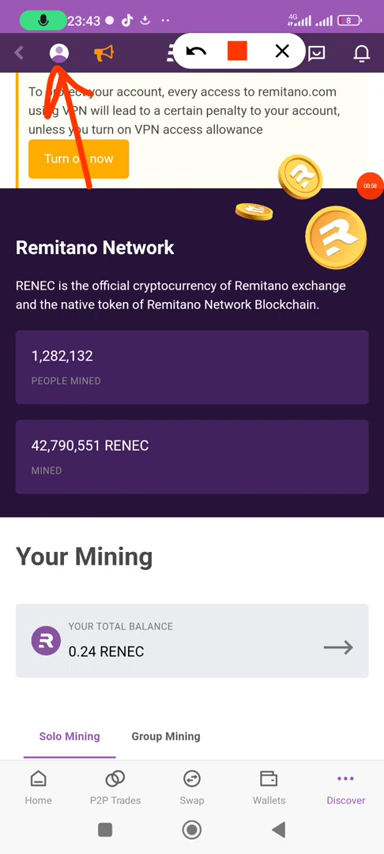 23:43
4G
8
To protect your account, every access to remitano.com
using VPN will lead to a certain penalty to your account,
unless you turn on VPN access allowance
Turn on now
00:58
Remitano Network
RENEC is the official cryptocurrency of Remitano exchange
and the native token of Remitano Network Blockchain.
1,282,132
PEOPLE MINED
42,790,551 RENEC
MINED
Your Mining
YOUR TOTAL BALANCE
0.24 RENEC
Solo Mining
Group Mining
Home
P2P Trades
Swap
Wallets
Discover